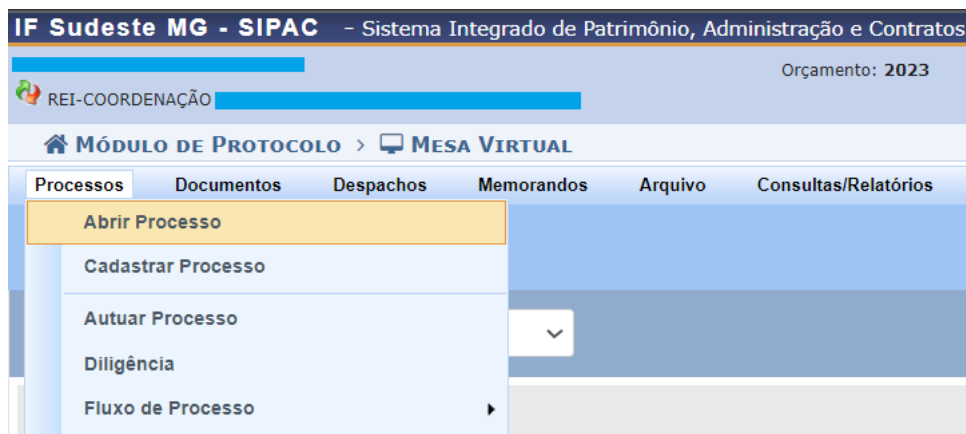 IF Sudeste MG - SIPAC - Sistema Integrado de Patrimônio, Administração e Contratos
Orçamento: 2023
REI-COORDENAÇÃO
MÓDULO DE PROTOCOLO > MESA VIRTUAL
Processos Documentos Despachos Memorandos Arquivo Consultas/Relatórios
Abrir Processo
Cadastrar Processo
Autuar Processo
Diligência
Fluxo de Processo